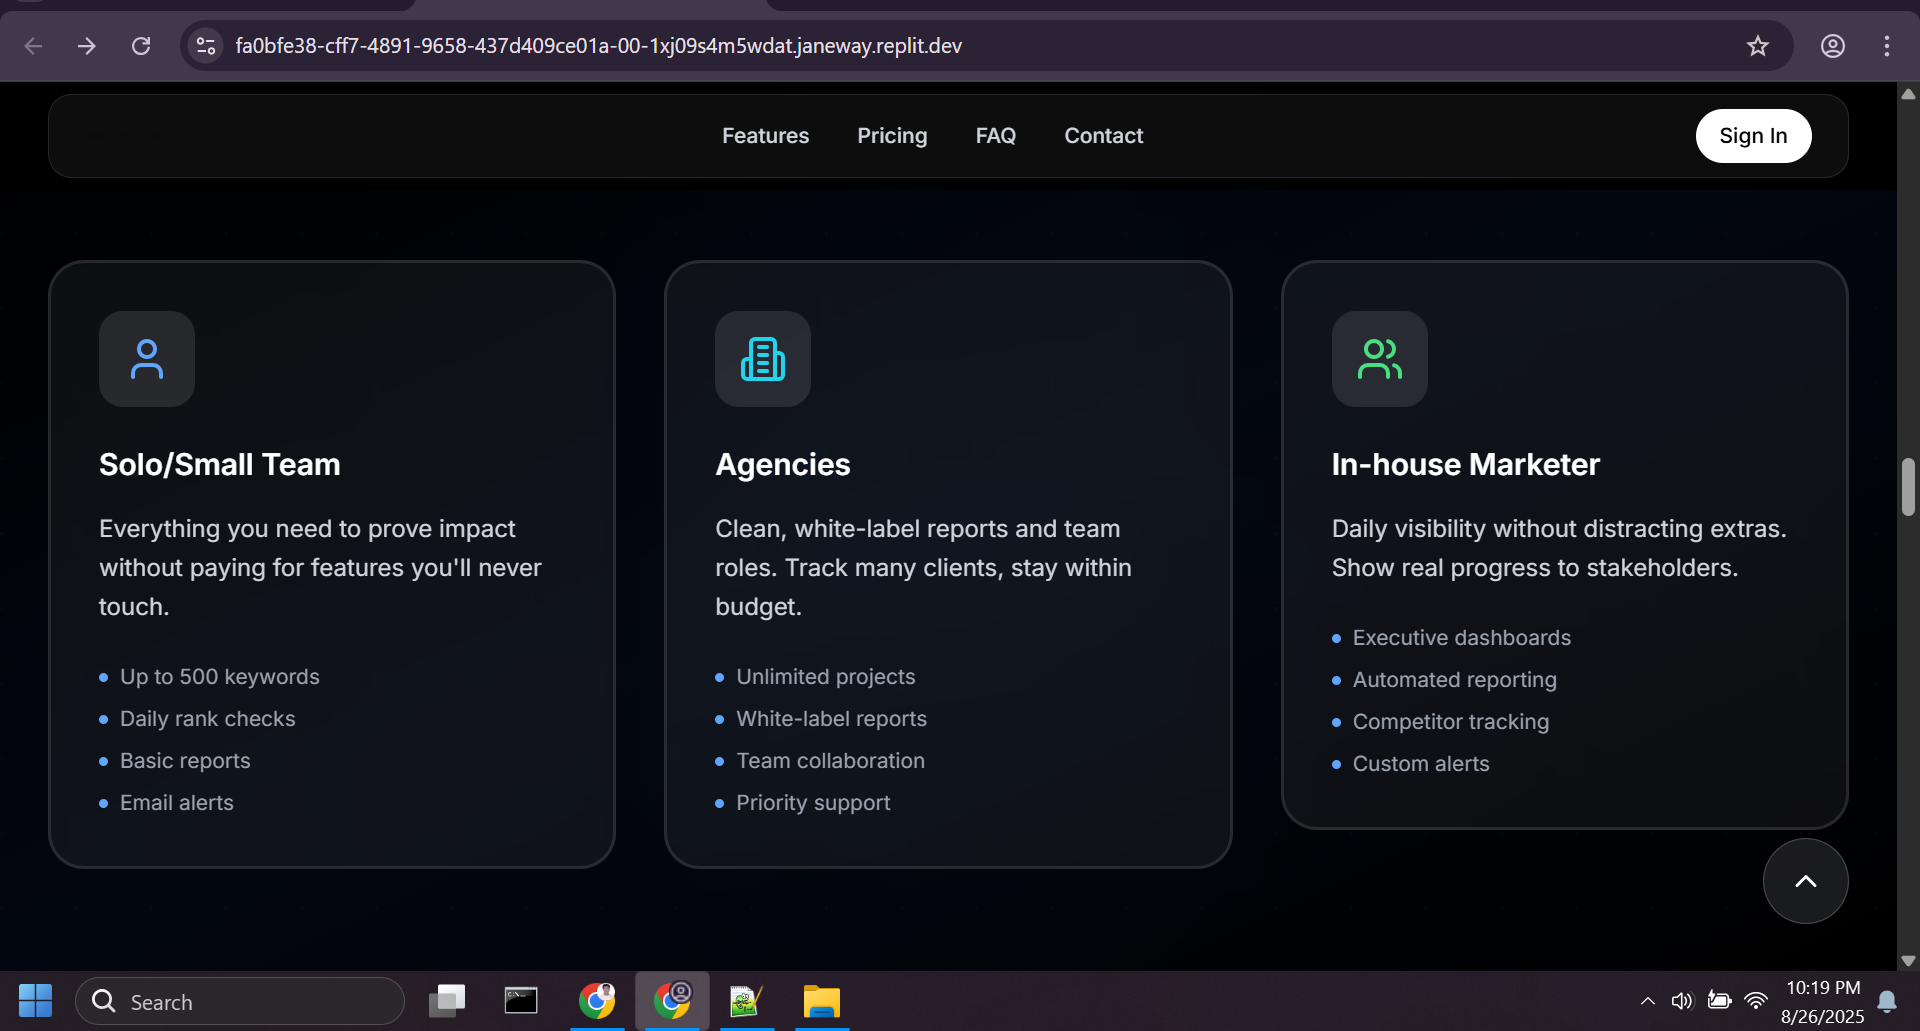 fa0bfe38-cff7-4891-9658-437d409ce01a-00-1xj09s4m5wdat.janeway.replit.dev
Features Pricing FAQ Contact
Sign In
Solo/Small Team
Everything you need to prove impact
without paying for features you'll never
touch.
Up to 500 keywords
Daily rank checks
Basic reports
Email alerts
Agencies
Clean, white-label reports and team
roles. Track many clients, stay within
budget.
Unlimited projects
White-label reports
Team collaboration
Priority support
In-house Marketer
Daily visibility without distracting extras.
Show real progress to stakeholders.
Executive dashboards
Automated reporting
Competitor tracking
Custom alerts
Search
10:19 PM
8/26/2025